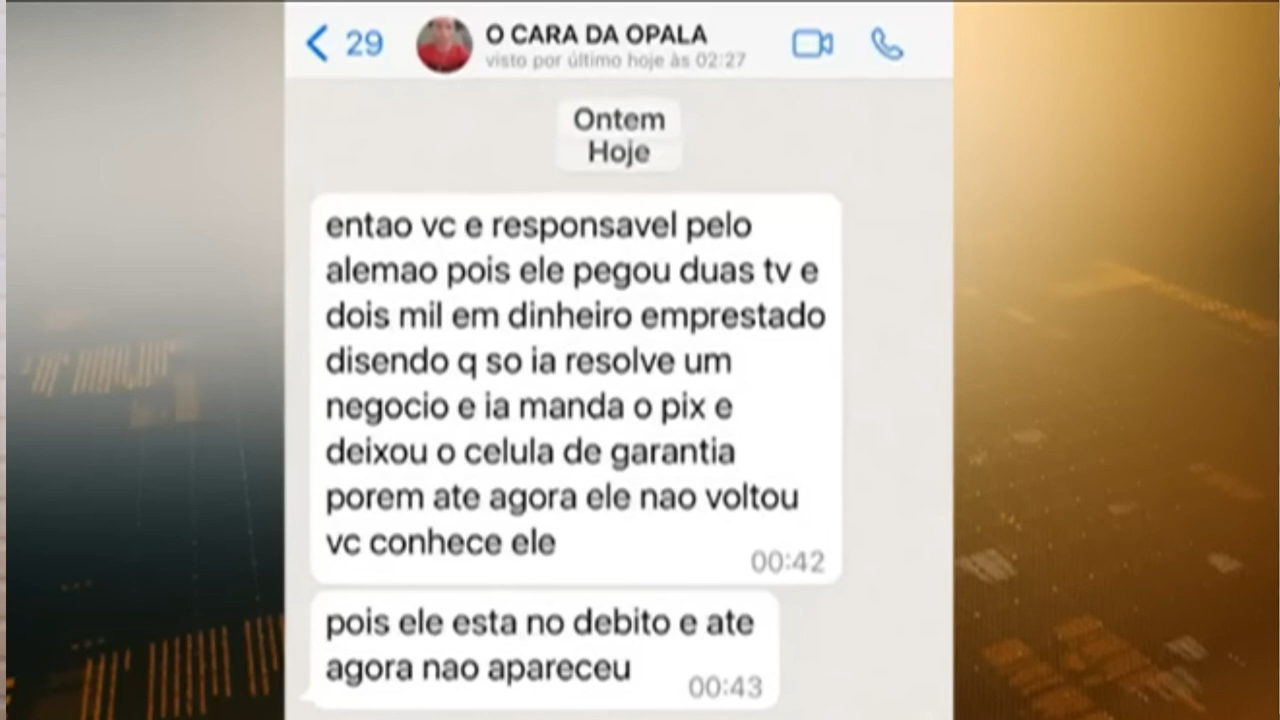 29
O CARA DA OPALA
visto por último hoje às 02:27
Ontem
Hoje
entao vc e responsavel pelo
alemao pois ele pegou duas tv e
dois mil em dinheiro emprestado
disendo q so ia resolve um
negocio e ia manda o pix e
deixou o celula de garantia
porem ate agora ele nao voltou
vc conhece ele
00:42
pois ele esta no debito e ate
agora nao apareceu
00:43